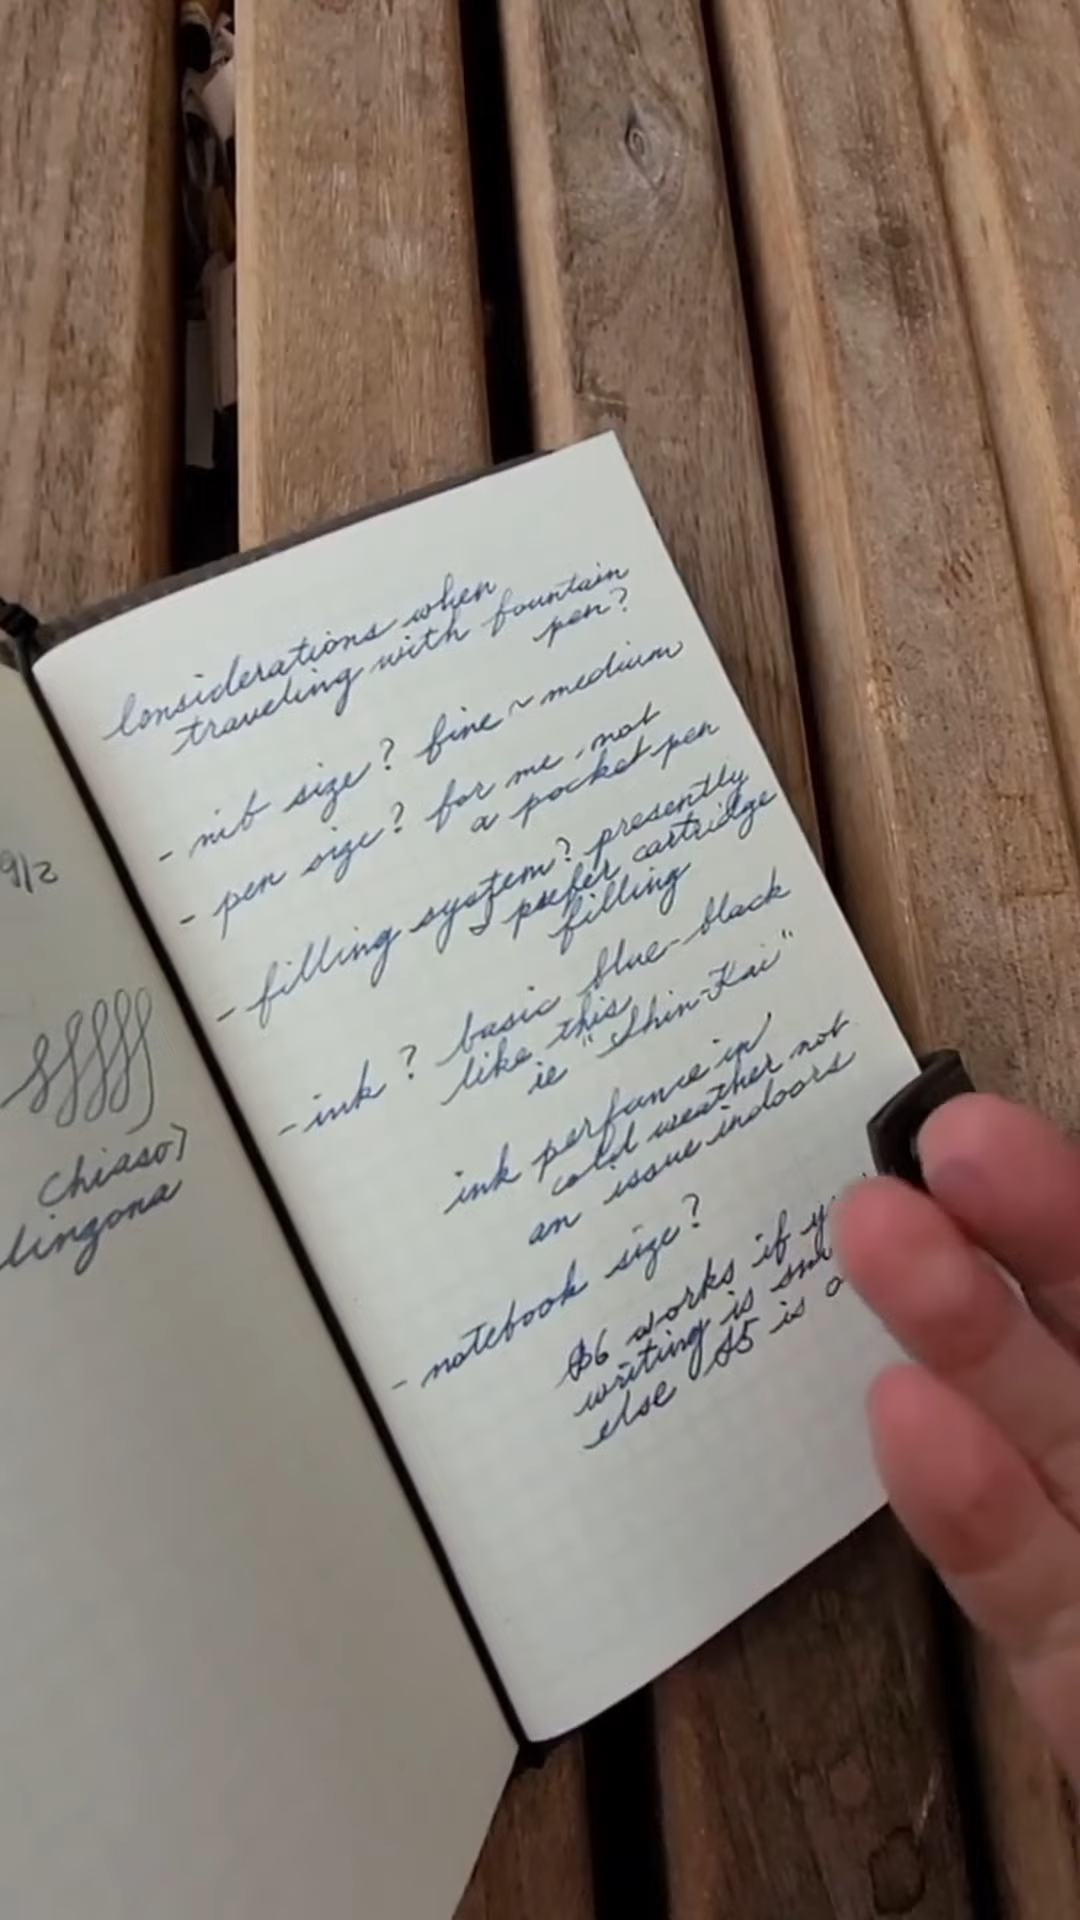 9/2
chiaso)
lingona
Considerations when
traveling with fountain
pen?
- nib size? fine ~ medium
- pen size? for me, not
a pocket pen
- filling system? presently
I prefer cartridge
filling
- ink? basic blue-black
like this
ie "Shin-Kai"
ink perfance in
cold weather not
an issue indoors
- notebook size?
B6 works if
writing is
else A5 is